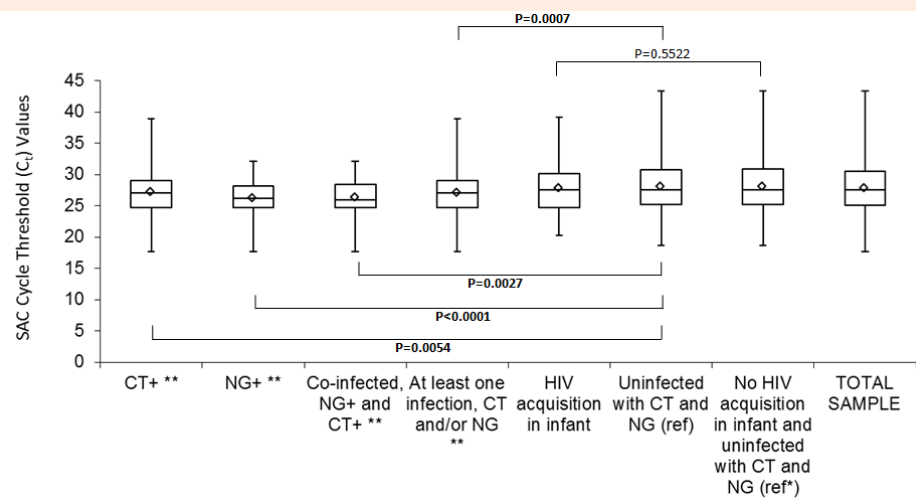 P=0.0007
P=0.5522
SAC Cycle Threshold (Ct) Values
45
40
35
30
25
20
15
10
5
0
P=0.0027
P<0.0001
P=0.0054
CT+ **
NG+ **
Co-infected,
NG+ and
CT+ **
At least one
infection, CT
and/or NG
**
HIV
acquisition
in infant
Uninfected
with CT and
NG (ref)
No HIV
acquisition
in infant and
uninfected
with CT and
NG (ref*)
TOTAL
SAMPLE